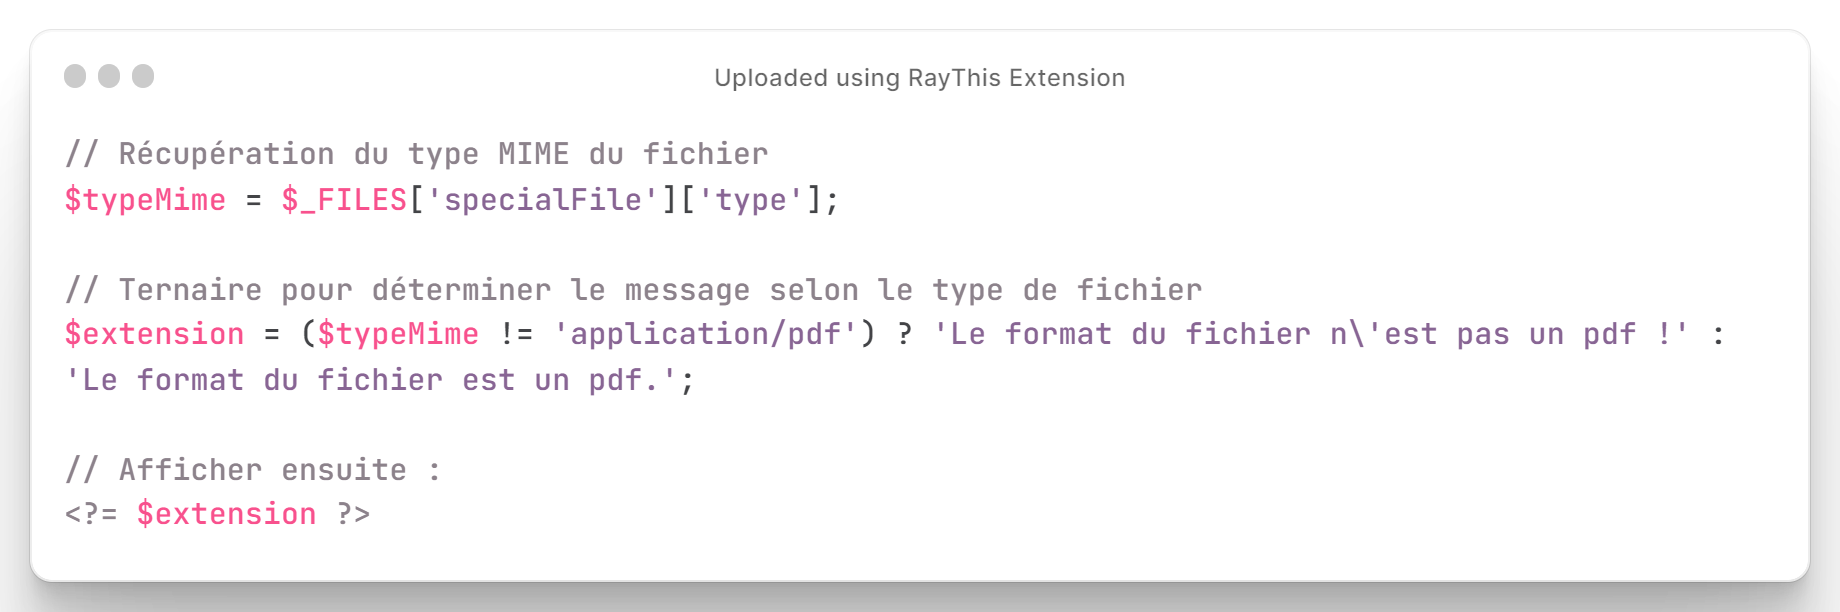 Uploaded using RayThis Extension
// Récupération du type MIME du fichier
$typeMime = $_FILES['specialFile']['type'];
// Ternaire pour déterminer le message selon le type de fichier
$extension = ($typeMime != 'application/pdf') ? 'Le format du fichier n\'est pas un pdf !' :
'Le format du fichier est un pdf.';
// Afficher ensuite :
<?= $extension ?>